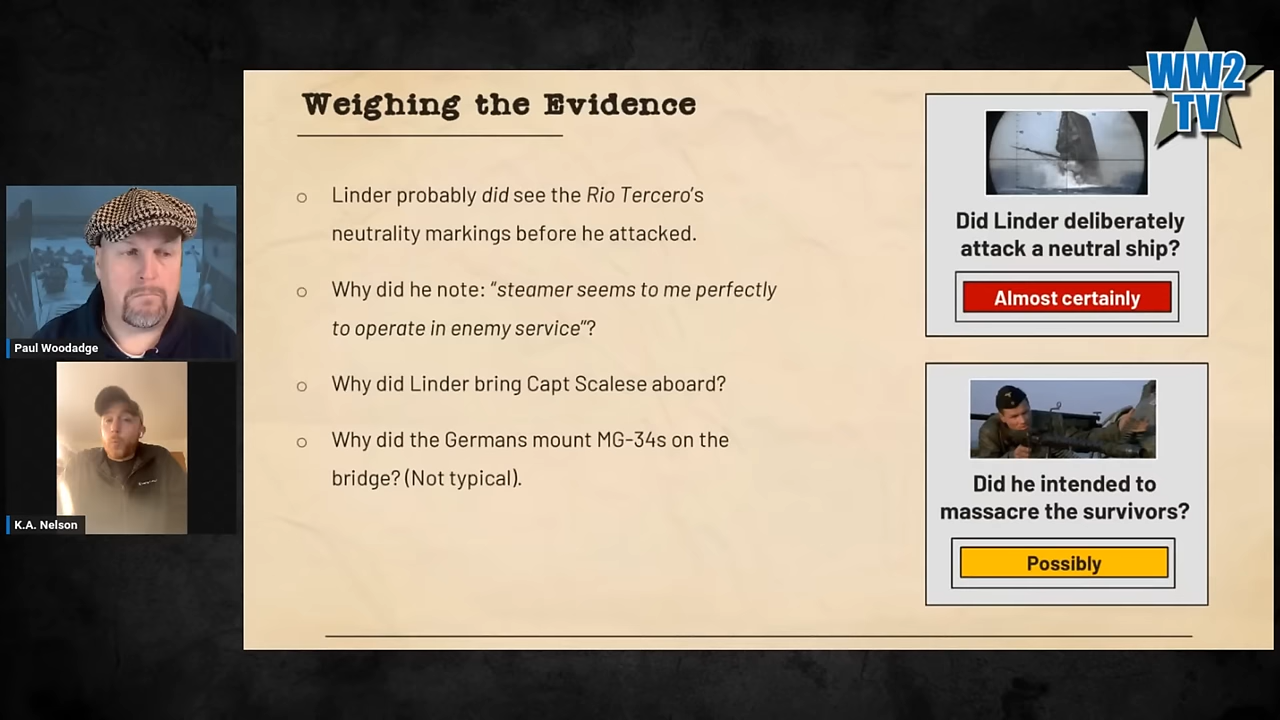 WW2
TV
Weighing the Evidence
Linder probably did see the Rio Tercero's
neutrality markings before he attacked.
Why did he note: "steamer seems to me perfectly
to operate in enemy service"?
Why did Linder bring Capt Scalese aboard?
Why did the Germans mount MG-34s on the
bridge? (Not typical).
Did Linder deliberately
attack a neutral ship?
Almost certainly
Did he intended to
massacre the survivors?
Possibly
Paul Woodadge
K.A. Nelson